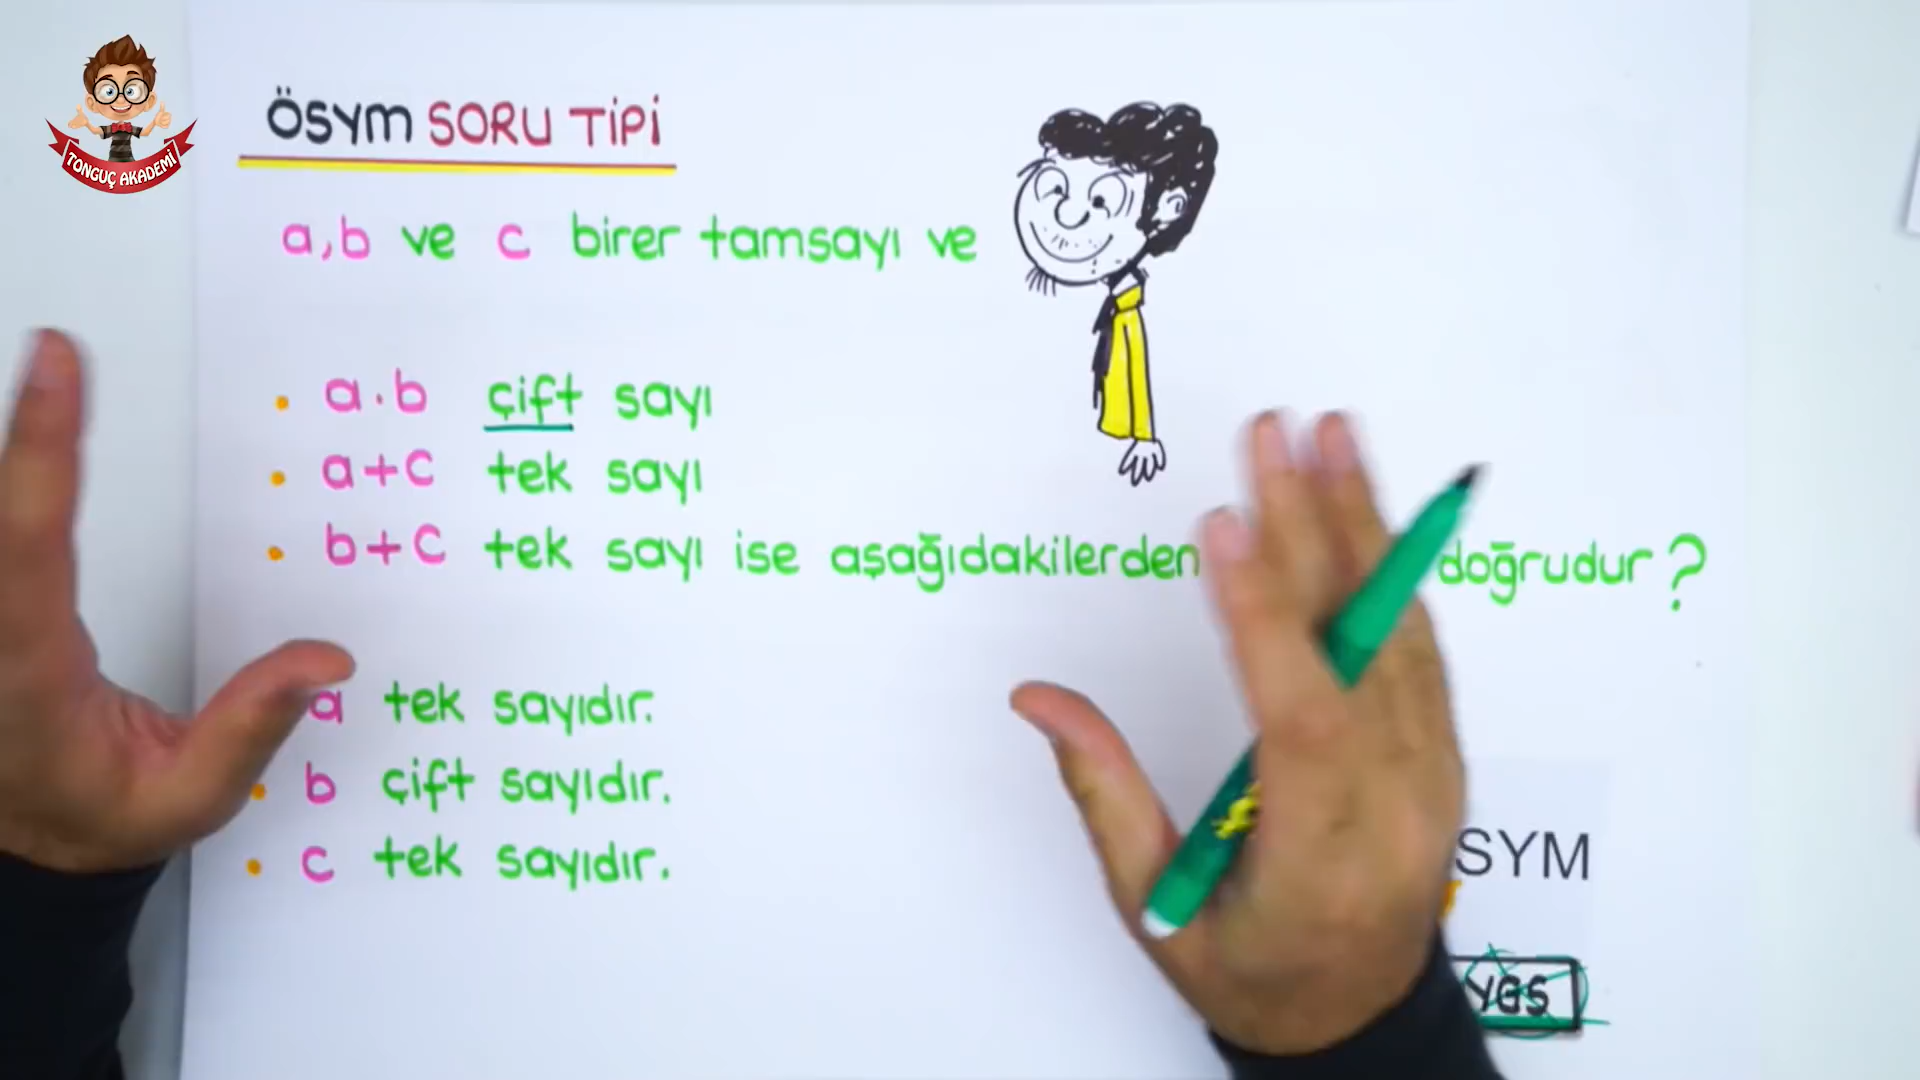 TONGUÇ AKADEMİ
ÖSYM SORU TİPİ
a,b ve c birer tamsayı ve
• a.b çift sayı
• a+c tek sayı
• b+c tek sayı ise aşağıdakilerden doğrudur?
a tek sayıdır.
• b çift sayıdır.
• c tek sayıdır.
SYM
YGS